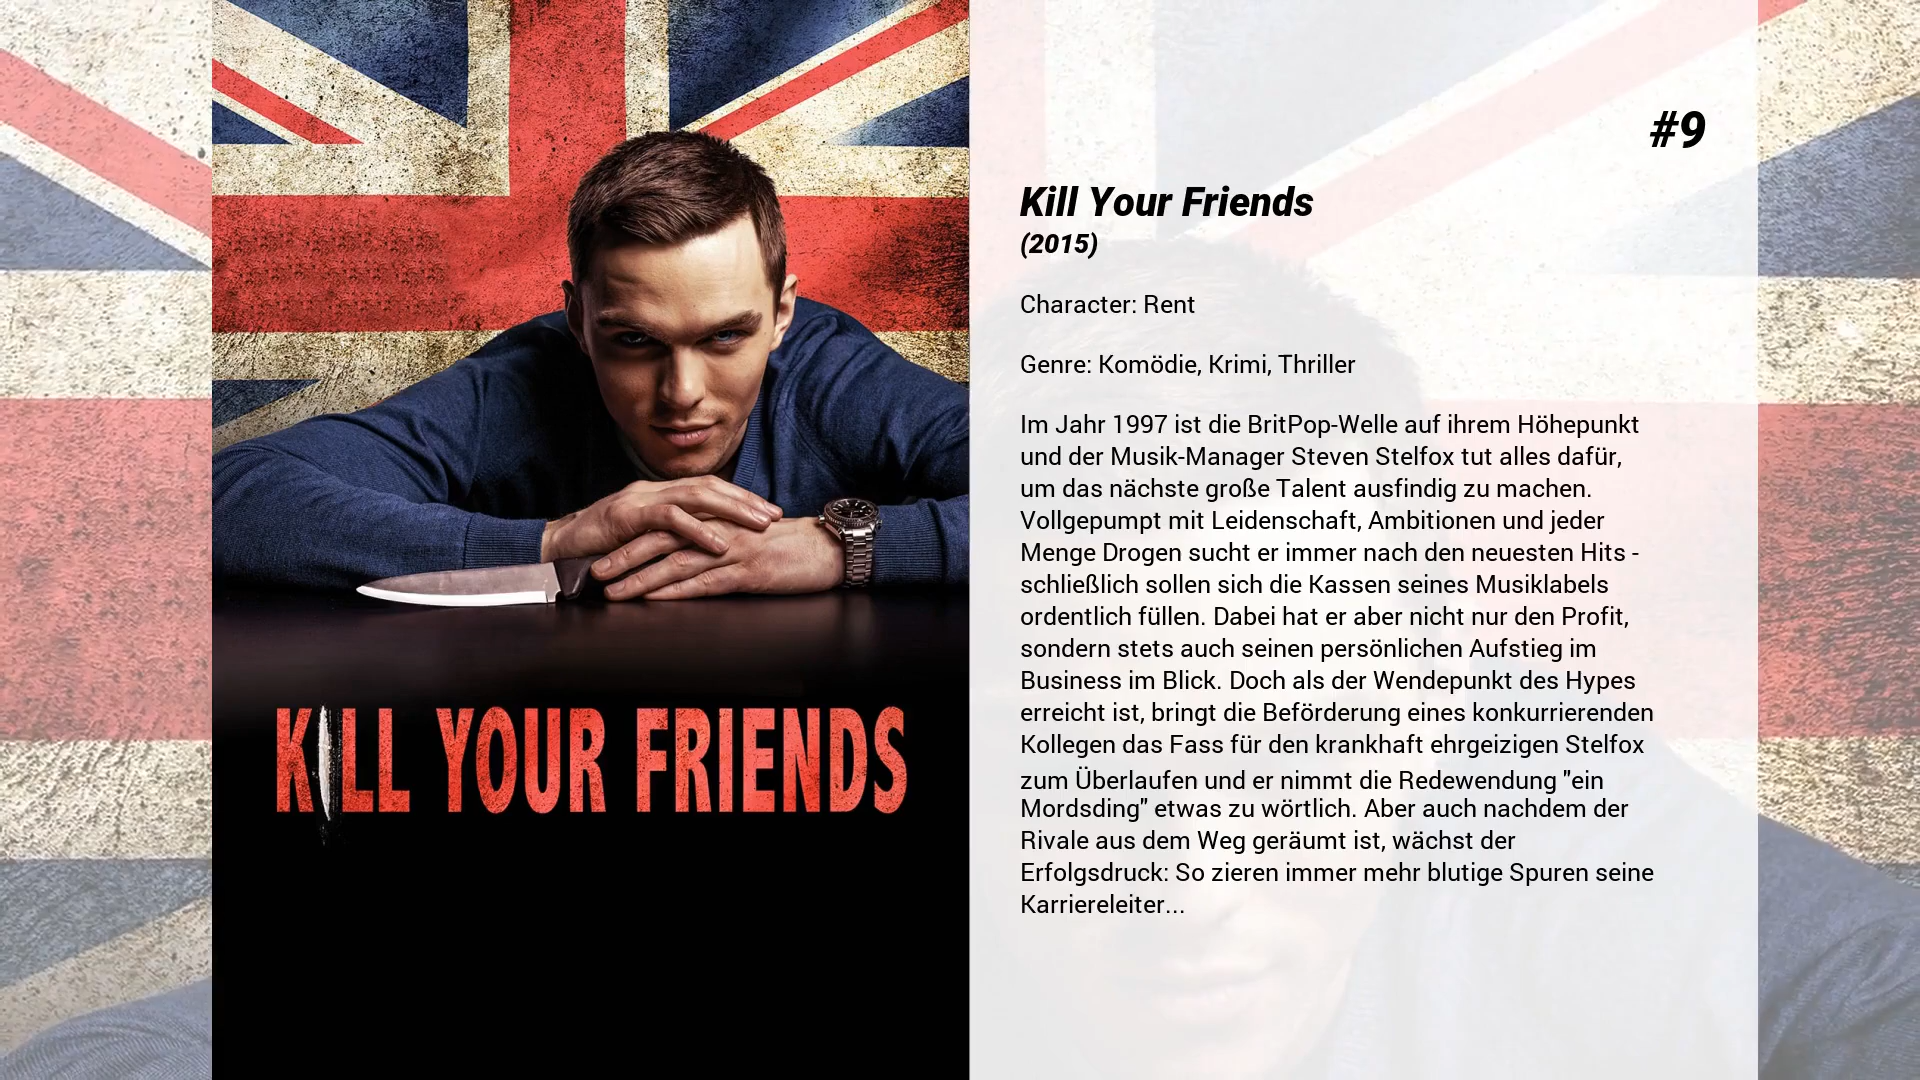 KILL YOUR FRIENDS
#9
Kill Your Friends
(2015)
Character: Rent
Genre: Komödie, Krimi, Thriller
Im Jahr 1997 ist die BritPop-Welle auf ihrem Höhepunkt
und der Musik-Manager Steven Stelfox tut alles dafür,
um das nächste große Talent ausfindig zu machen.
Vollgepumpt mit Leidenschaft, Ambitionen und jeder
Menge Drogen sucht er immer nach den neuesten Hits -
schließlich sollen sich die Kassen seines Musiklabels
ordentlich füllen. Dabei hat er aber nicht nur den Profit,
sondern stets auch seinen persönlichen Aufstieg im
Business im Blick. Doch als der Wendepunkt des Hypes
erreicht ist, bringt die Beförderung eines konkurrierenden
Kollegen das Fass für den krankhaft ehrgeizigen Stelfox
zum Überlaufen und er nimmt die Redewendung "ein
Mordsding" etwas zu wörtlich. Aber auch nachdem der
Rivale aus dem Weg geräumt ist, wächst der
Erfolgsdruck: So zieren immer mehr blutige Spuren seine
Karriereleiter...